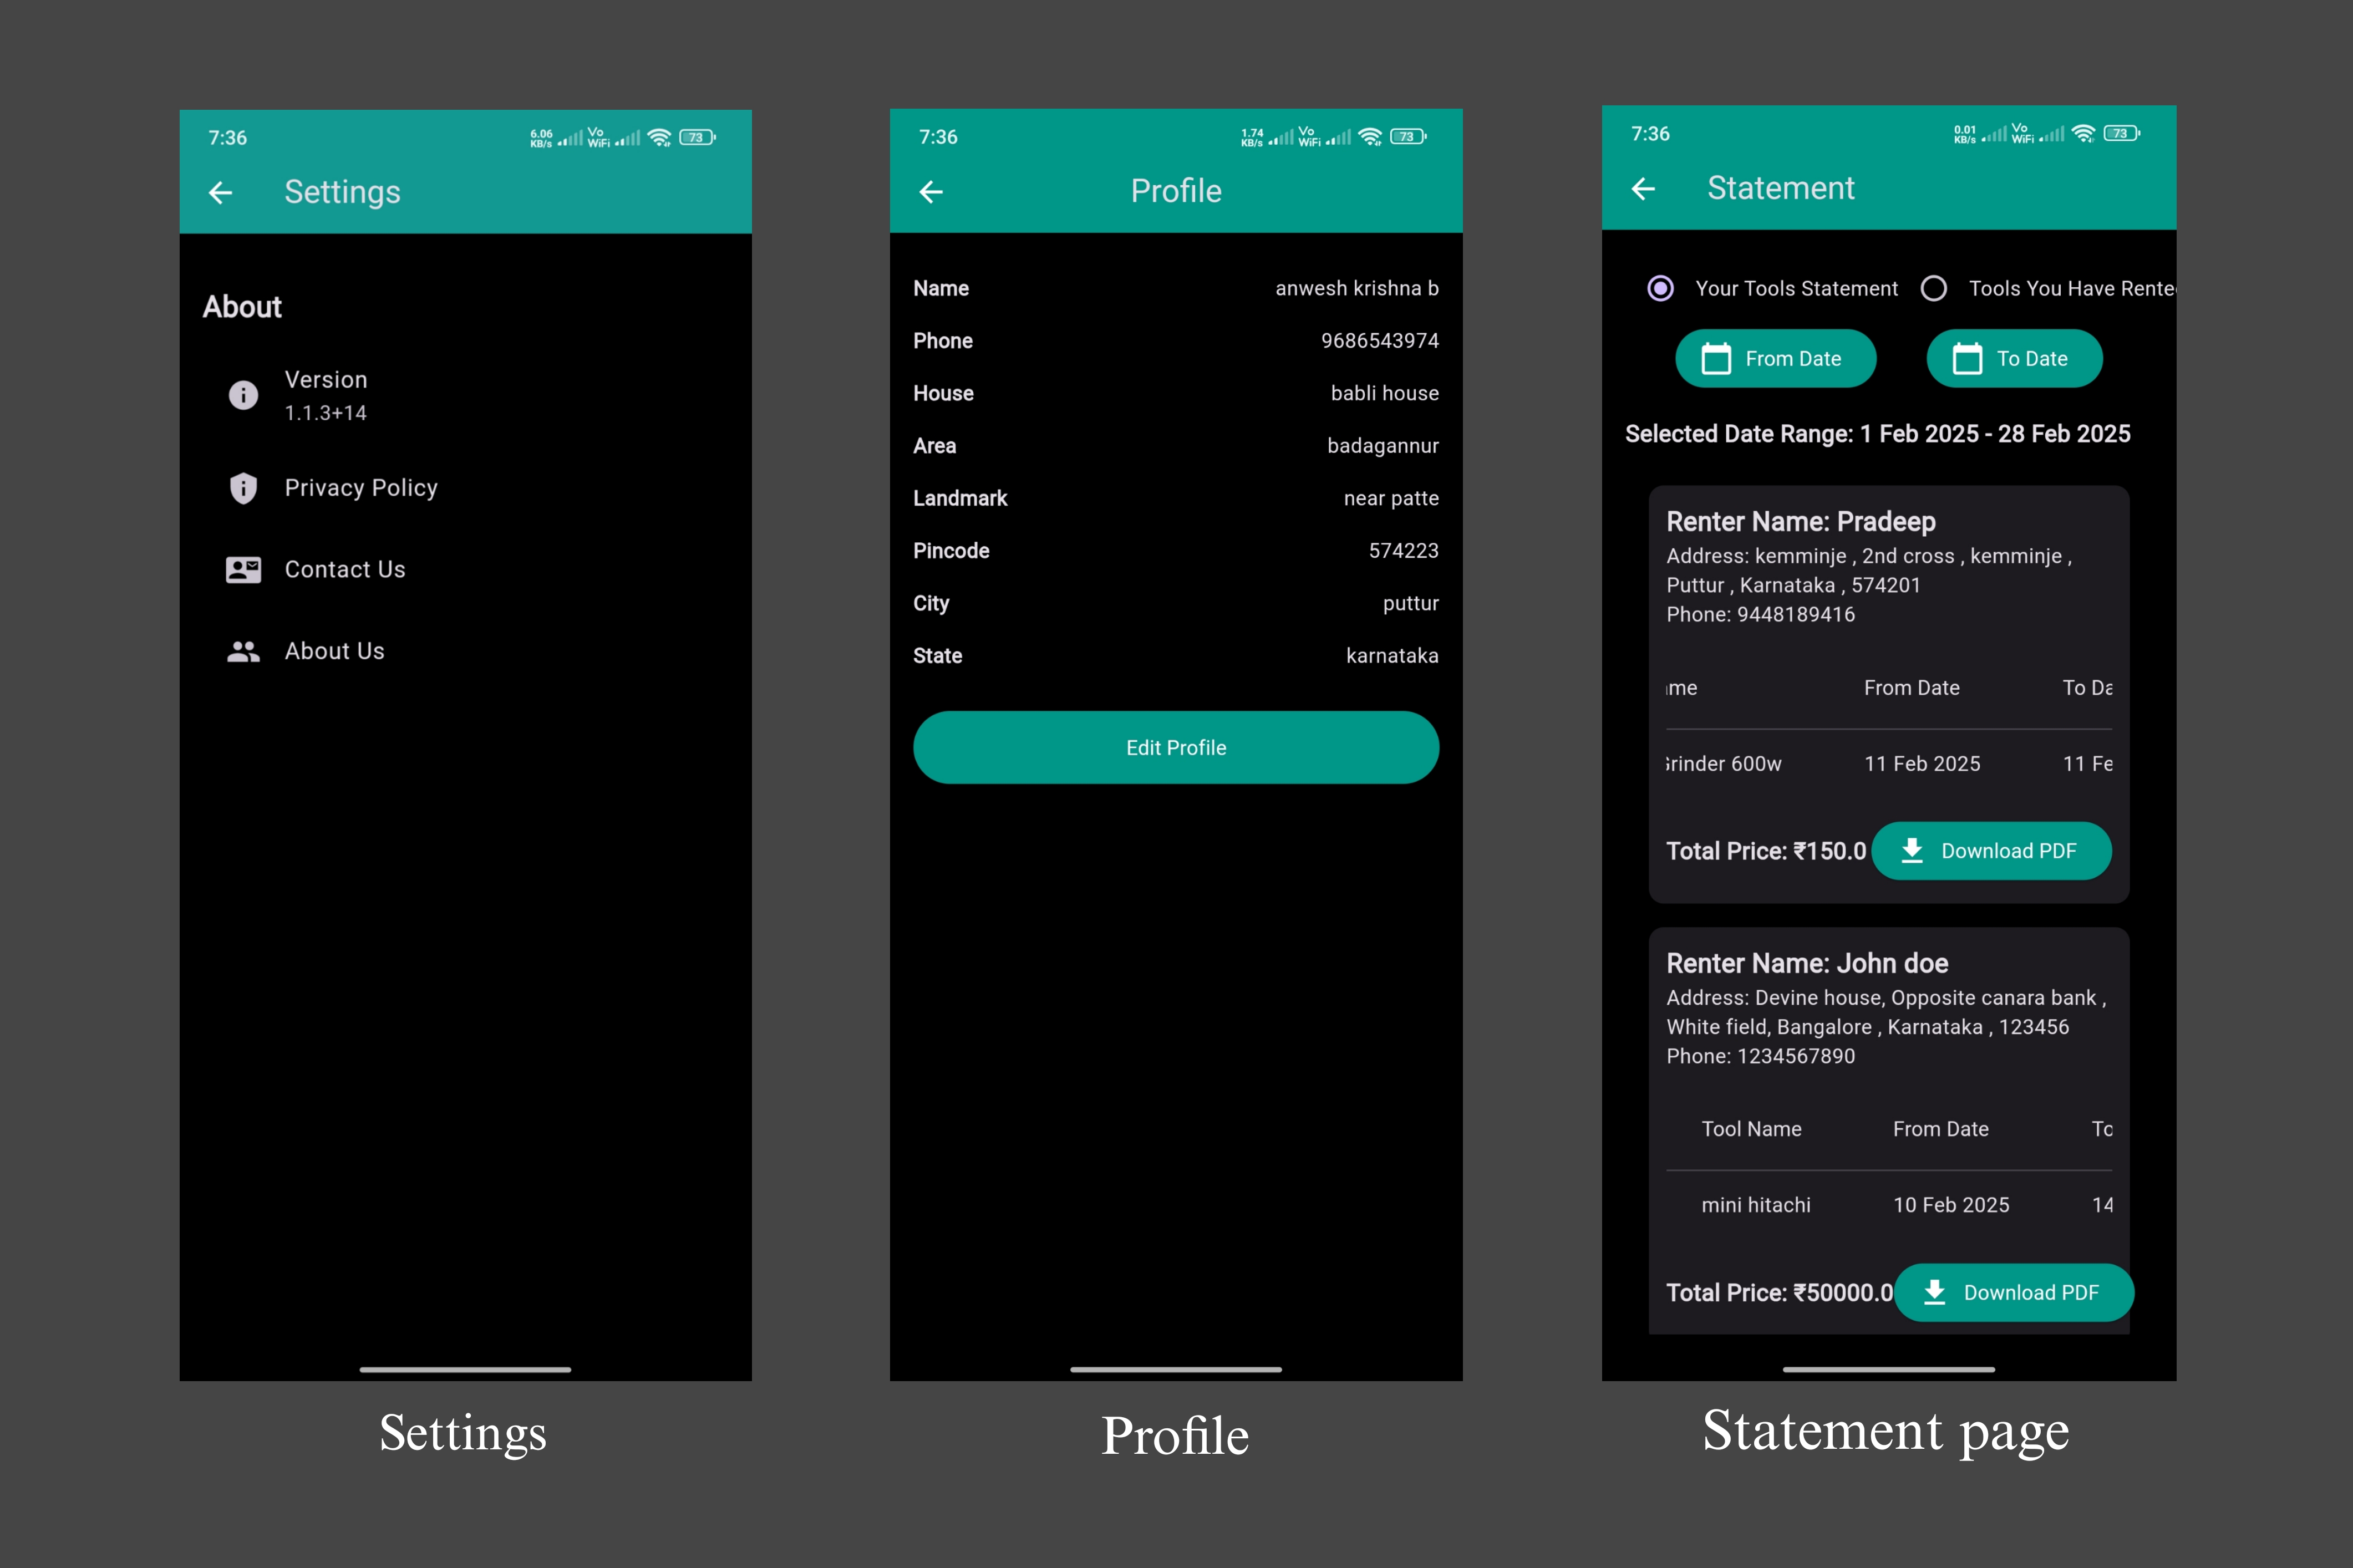 7:36
6.06 KB/s Vo WiFi 73
Settings
About
Version
1.1.3+14
Privacy Policy
Contact Us
About Us
Settings
7:36
1.74 KB/s Vo WiFi 73
Profile
Name anwesh krishna b
Phone 9686543974
House babli house
Area badagannur
Landmark near patte
Pincode 574223
City puttur
State karnataka
Edit Profile
Profile
7:36
0.01 KB/s Vo WiFi 73
Statement
Your Tools Statement Tools You Have Rente
From Date To Date
Selected Date Range: 1 Feb 2025 - 28 Feb 2025
Renter Name: Pradeep
Address: kemminje , 2nd cross , kemminje ,
Puttur , Karnataka , 574201
Phone: 9448189416
me From Date To Da
rinder 600w 11 Feb 2025 11 Fe
Total Price: ₹150.0 Download PDF
Renter Name: John doe
Address: Devine house, Opposite canara bank ,
White field, Bangalore , Karnataka , 123456
Phone: 1234567890
Tool Name From Date To
mini hitachi 10 Feb 2025 14
Total Price: ₹50000.0 Download PDF
Statement page